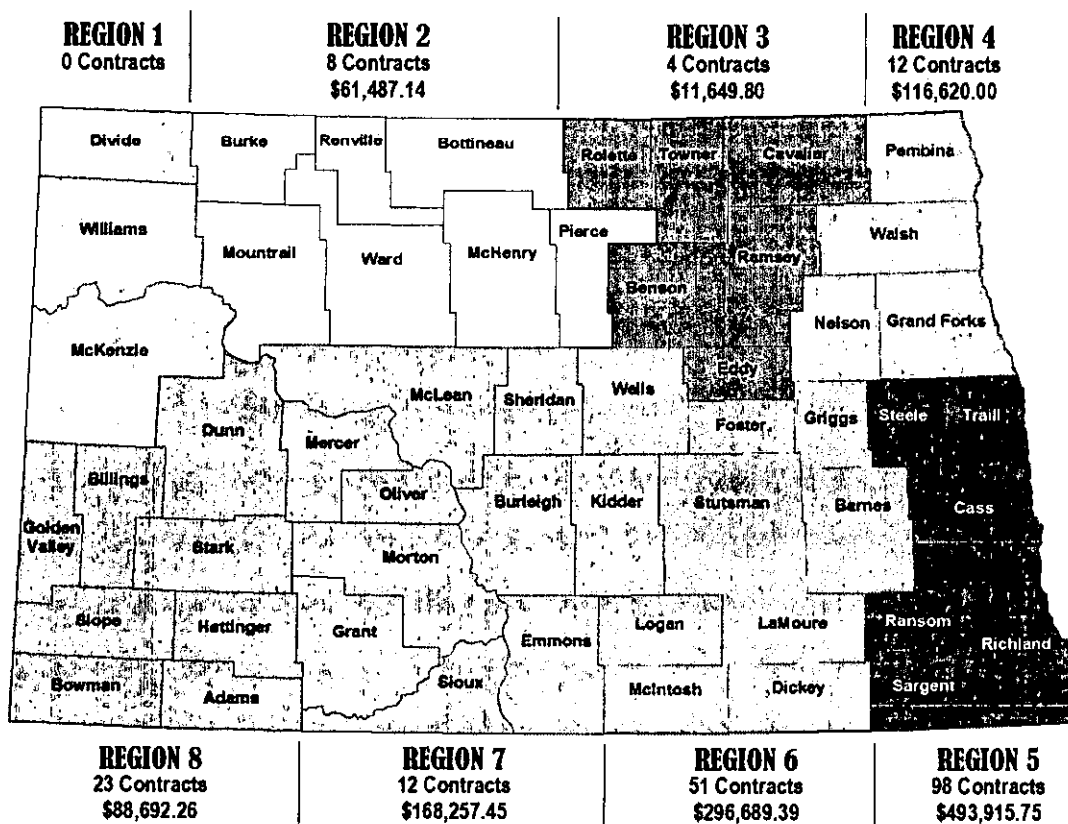 REGION 1
0 Contracts
REGION 2
8 Contracts
$61,487.14
REGION 3
4 Contracts
$11,649.80
REGION 4
12 Contracts
$116,620.00
Divide
Burke
Renville
Bottineau
Rolette
Towner
Cavalier
Pembina
Williams
Mountrail
Ward
McHenry
Pierce
Benson
Ramsey
Walsh
McKenzie
Nelson
Grand Forks
Dunn
McLean
Sheridan
Wells
Eddy
Foster
Griggs
Steele
Traill
Mercer
Oliver
Billings
Golden
Valley
Burleigh
Kidder
Stutsman
Barnes
Cass
Stark
Morton
Slope
Hettinger
Grant
Emmons
Logan
LaMoure
Ransom
Richland
Bowman
Adams
Sioux
McIntosh
Dickey
Sargent
REGION 8
23 Contracts
$88,692.26
REGION 7
12 Contracts
$168,257.45
REGION 6
51 Contracts
$296,689.39
REGION 5
98 Contracts
$493,915.75